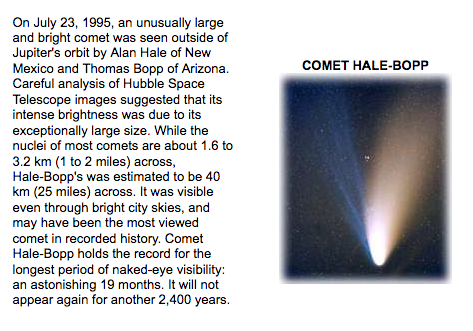 On July 23, 1995, an unusually large
and bright comet was seen outside of
Jupiter's orbit by Alan Hale of New
Mexico and Thomas Bopp of Arizona.
Careful analysis of Hubble Space
Telescope images suggested that its
intense brightness was due to its
exceptionally large size. While the
nuclei of most comets are about 1.6 to
3.2 km (1 to 2 miles) across,
Hale-Bopp's was estimated to be 40
km (25 miles) across. It was visible
even through bright city skies, and
may have been the most viewed
comet in recorded history. Comet
Hale-Bopp holds the record for the
longest period of naked-eye visibility:
an astonishing 19 months. It will not
appear again for another 2,400 years.
COMET HALE-BOPP